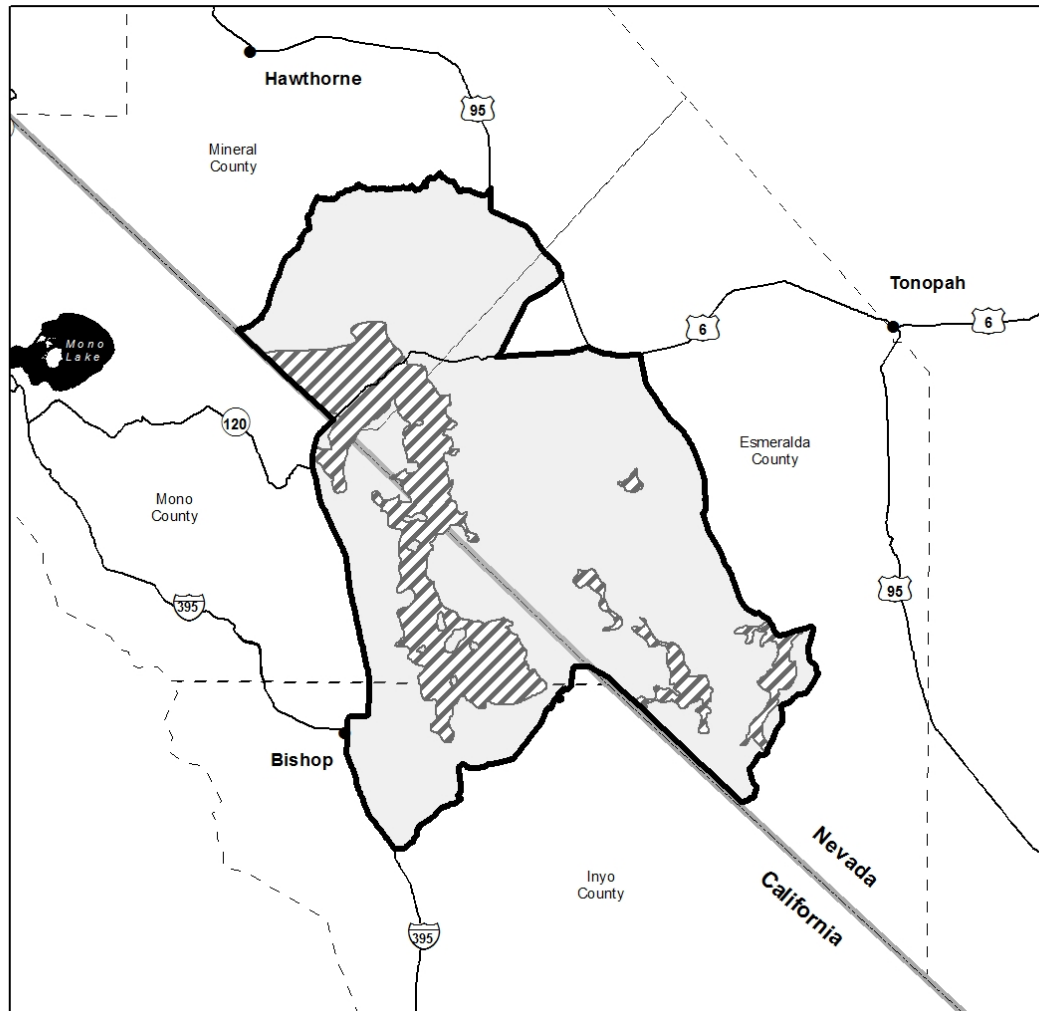 Hawthorne
95
Mineral
County
Tonopah
6
6
Mono
Lake
120
Esmeralda
County
Mono
County
395
95
Bishop
Nevada
California
Inyo
County
395